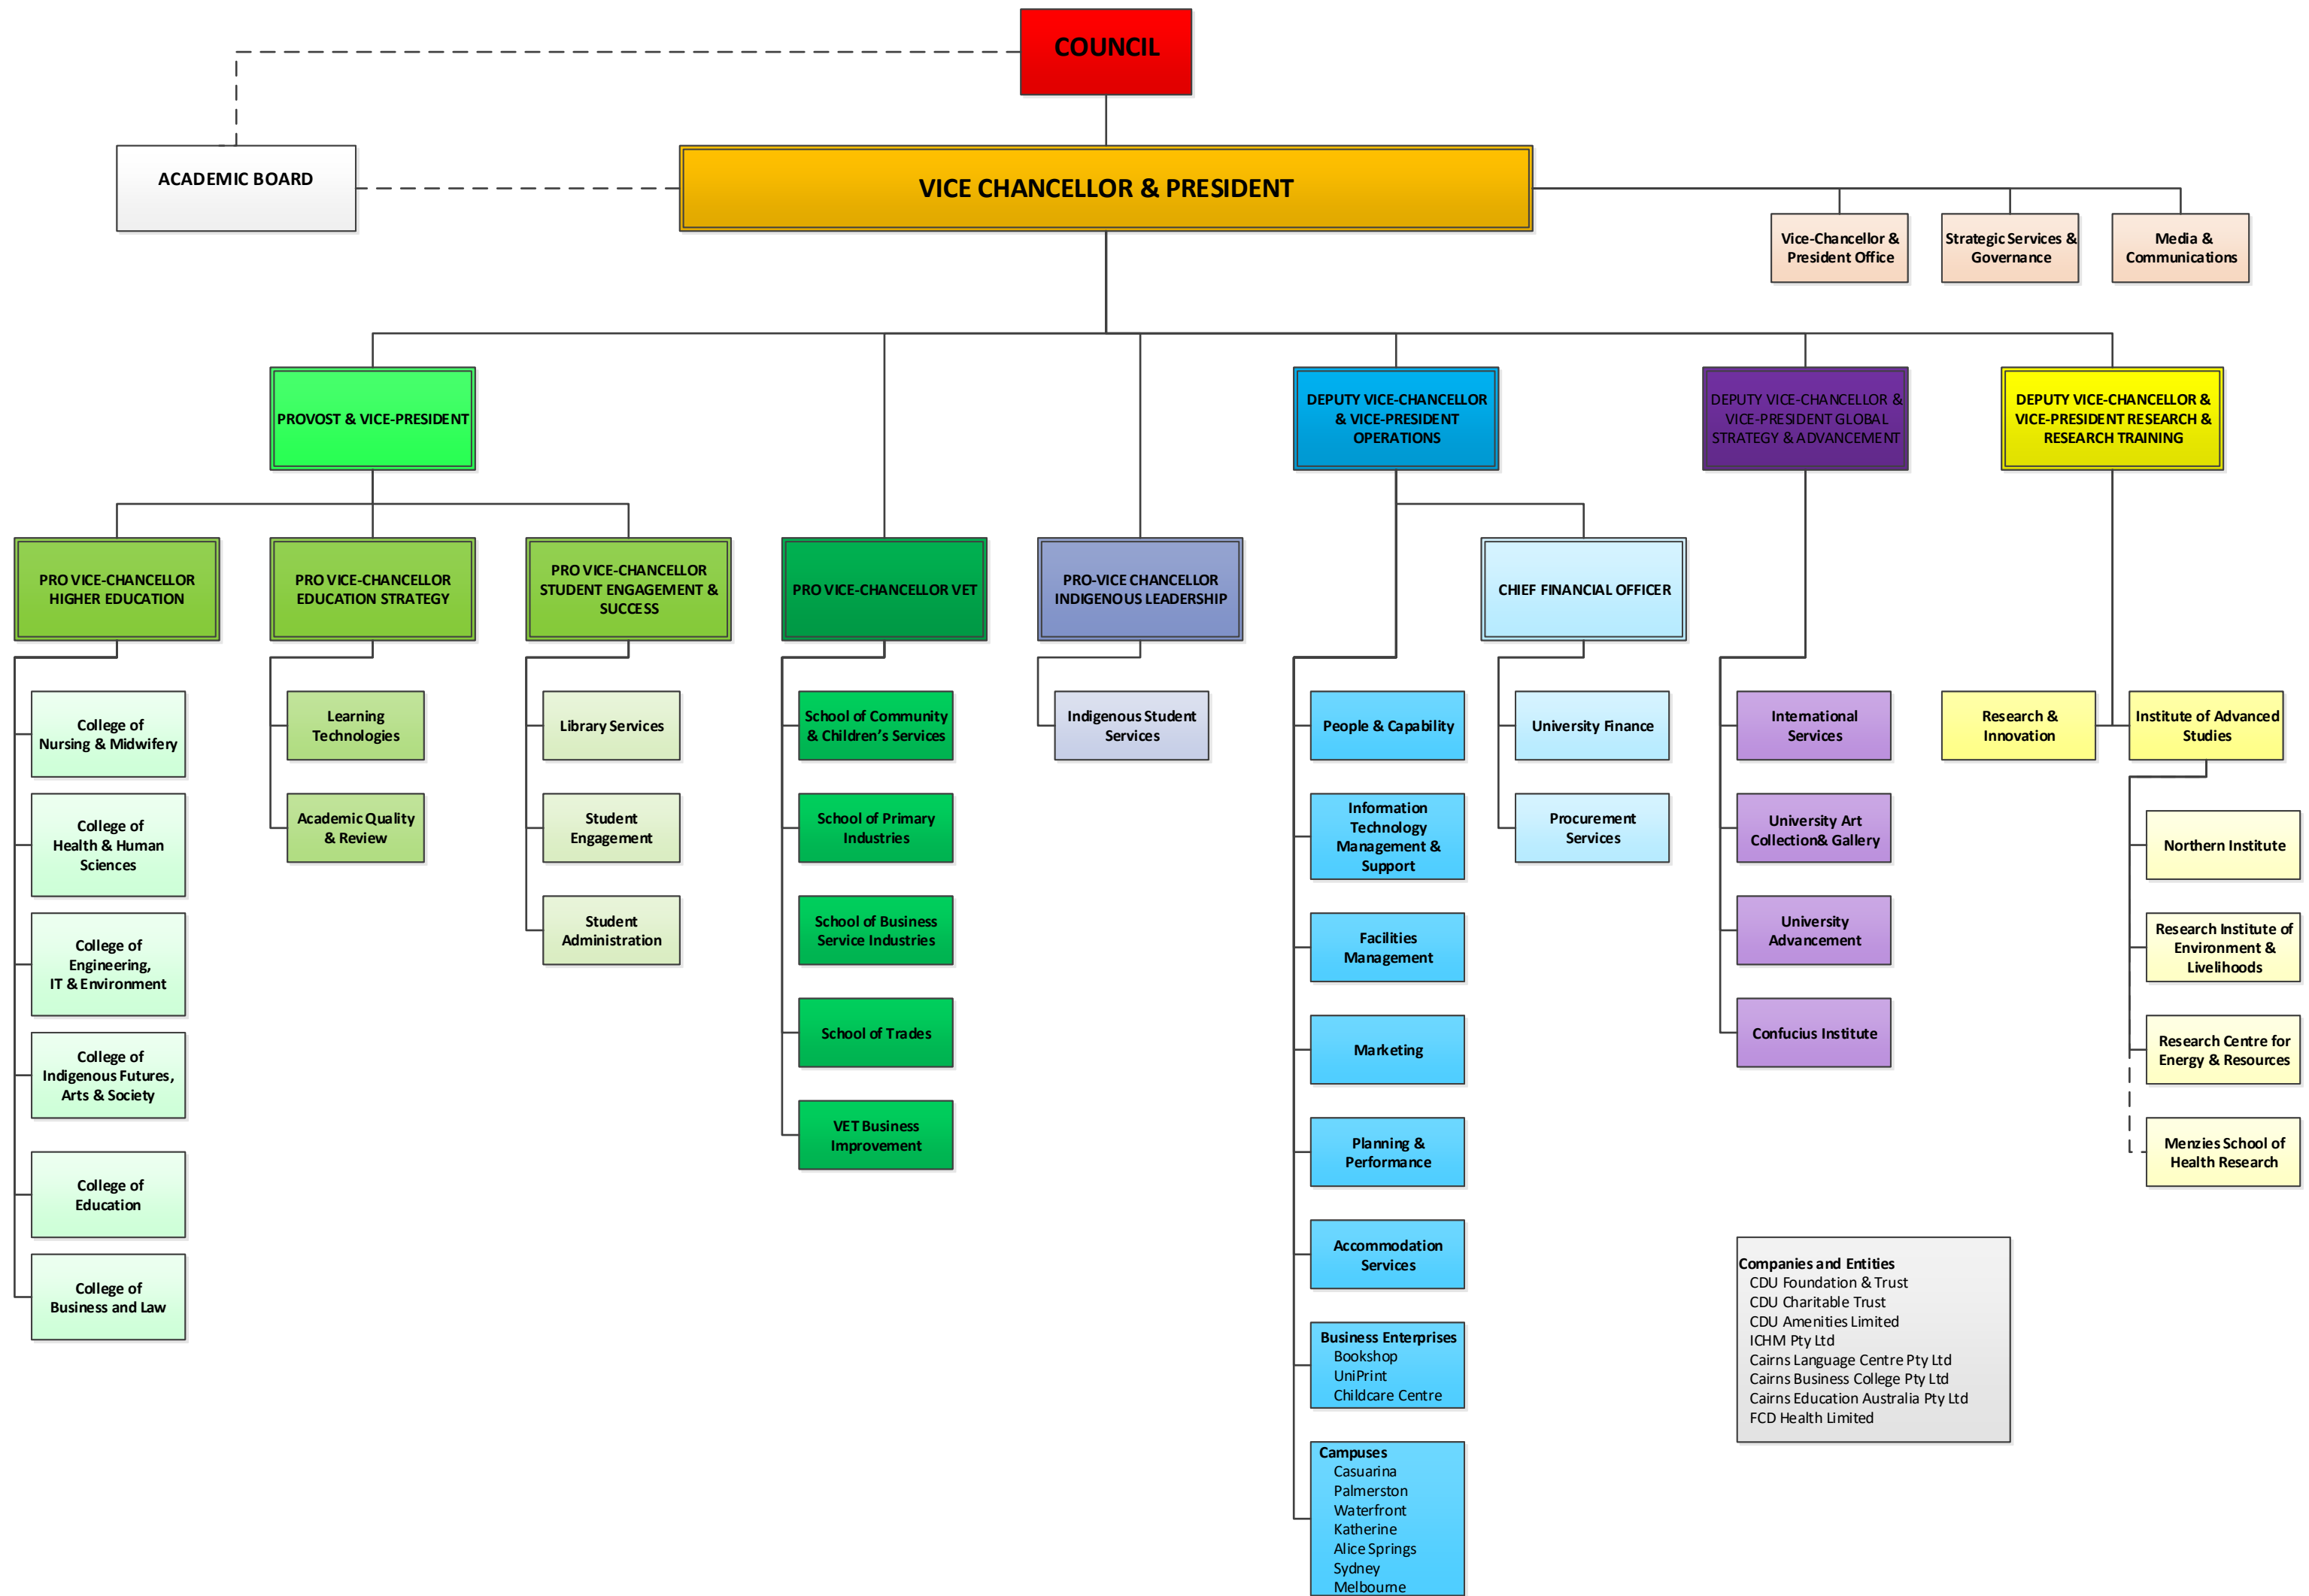 COUNCIL
ACADEMIC BOARD
VICE CHANCELLOR & PRESIDENT
Vice-Chancellor &
President Office
Strategic Services &
Governance
Media &
Communications
PROVOST & VICE-PRESIDENT
DEPUTY VICE-CHANCELLOR
& VICE-PRESIDENT
OPERATIONS
DEPUTY VICE-CHANCELLOR &
VICE-PRESIDENT GLOBAL
STRATEGY & ADVANCEMENT
DEPUTY VICE-CHANCELLOR &
VICE-PRESIDENT RESEARCH &
RESEARCH TRAINING
PRO VICE-CHANCELLOR
HIGHER EDUCATION
PRO VICE-CHANCELLOR
EDUCATION STRATEGY
PRO VICE-CHANCELLOR
STUDENT ENGAGEMENT &
SUCCESS
PRO VICE-CHANCELLOR VET
PRO-VICE CHANCELLOR
INDIGENOUS LEADERSHIP
CHIEF FINANCIAL OFFICER
College of
Nursing & Midwifery
College of
Health & Human
Sciences
College of
Engineering,
IT & Environment
College of
Indigenous Futures,
Arts & Society
College of
Education
College of
Business and Law
Learning
Technologies
Academic Quality
& Review
Library Services
Student
Engagement
Student
Administration
School of Community
& Children's Services
School of Primary
Industries
School of Business
Service Industries
School of Trades
VET Business
Improvement
Indigenous Student
Services
People & Capability
Information
Technology
Management &
Support
Facilities
Management
Marketing
Planning &
Performance
Accommodation
Services
Business Enterprises
Bookshop
UniPrint
Childcare Centre
Campuses
Casuarina
Palmerston
Waterfront
Katherine
Alice Springs
Sydney
Melbourne
University Finance
Procurement
Services
International
Services
University Art
Collection& Gallery
University
Advancement
Confucius Institute
Research &
Innovation
Institute of Advanced
Studies
Northern Institute
Research Institute of
Environment &
Livelihoods
Research Centre for
Energy & Resources
Menzies School of
Health Research
Companies and Entities
CDU Foundation & Trust
CDU Charitable Trust
CDU Amenities Limited
ICHM Pty Ltd
Cairns Language Centre Pty Ltd
Cairns Business College Pty Ltd
Cairns Education Australia Pty Ltd
FCD Health Limited